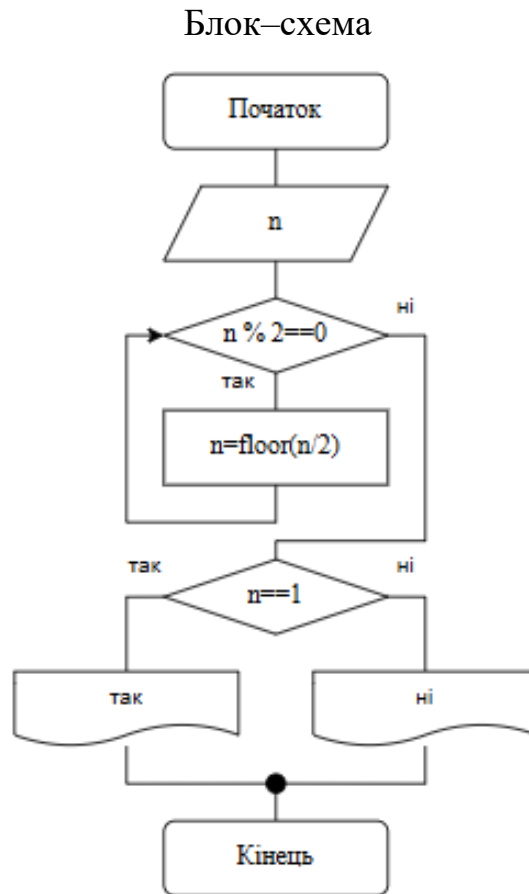 Блок–схема
Початок
n
ні
n % 2==0
так
n=floor(n/2)
так
ні
n==1
так
ні
Кінець